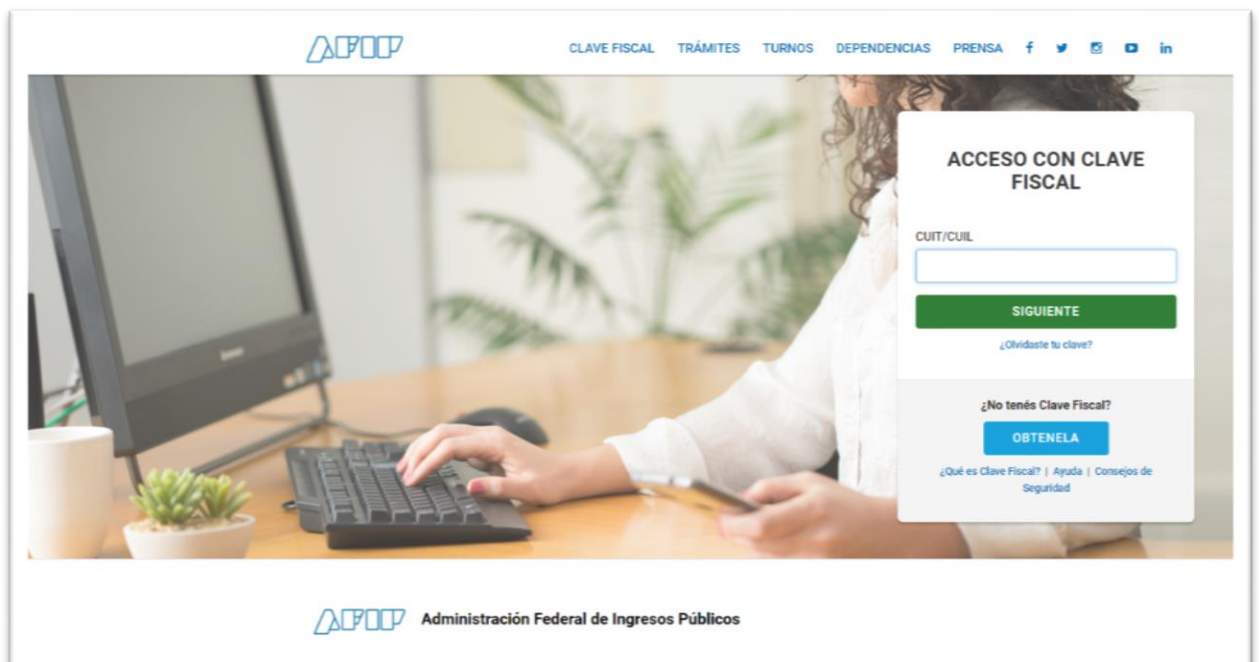 AFIP
CLAVE FISCAL TRÁMITES TURNOS DEPENDENCIAS PRENSA
ACCESO CON CLAVE
FISCAL
CUIT/CUIL
SIGUIENTE
¿Olvidaste tu clave?
¿No tenés Clave Fiscal?
OBTENELA
¿Qué es Clave Fiscal? | Ayuda | Consejos de
Seguridad
AFIP Administración Federal de Ingresos Públicos